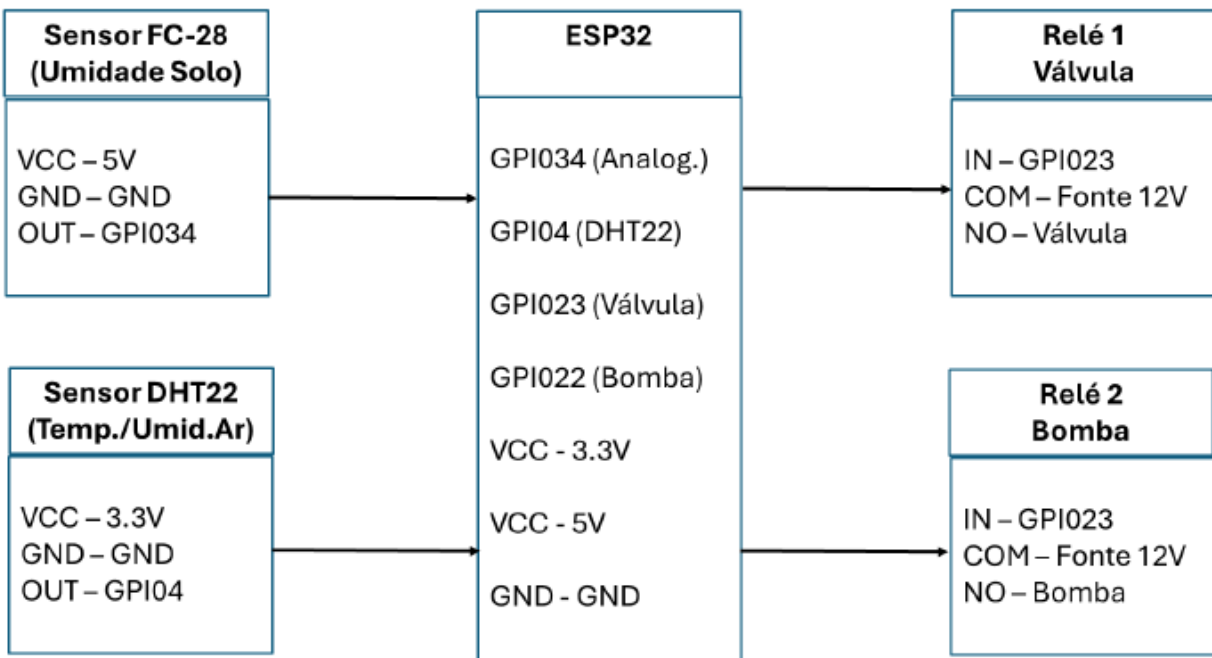 Sensor FC-28
(Umidade Solo)
VCC – 5V
GND – GND
OUT – GPI034
Sensor DHT22
(Temp./Umid.Ar)
VCC – 3.3V
GND – GND
OUT – GPI04
ESP32
GPI034 (Analog.)
GPI04 (DHT22)
GPI023 (Válvula)
GPI022 (Bomba)
VCC - 3.3V
VCC - 5V
GND - GND
Relé 1
Válvula
IN – GPI023
COM – Fonte 12V
NO – Válvula
Relé 2
Bomba
IN – GPI023
COM – Fonte 12V
NO – Bomba